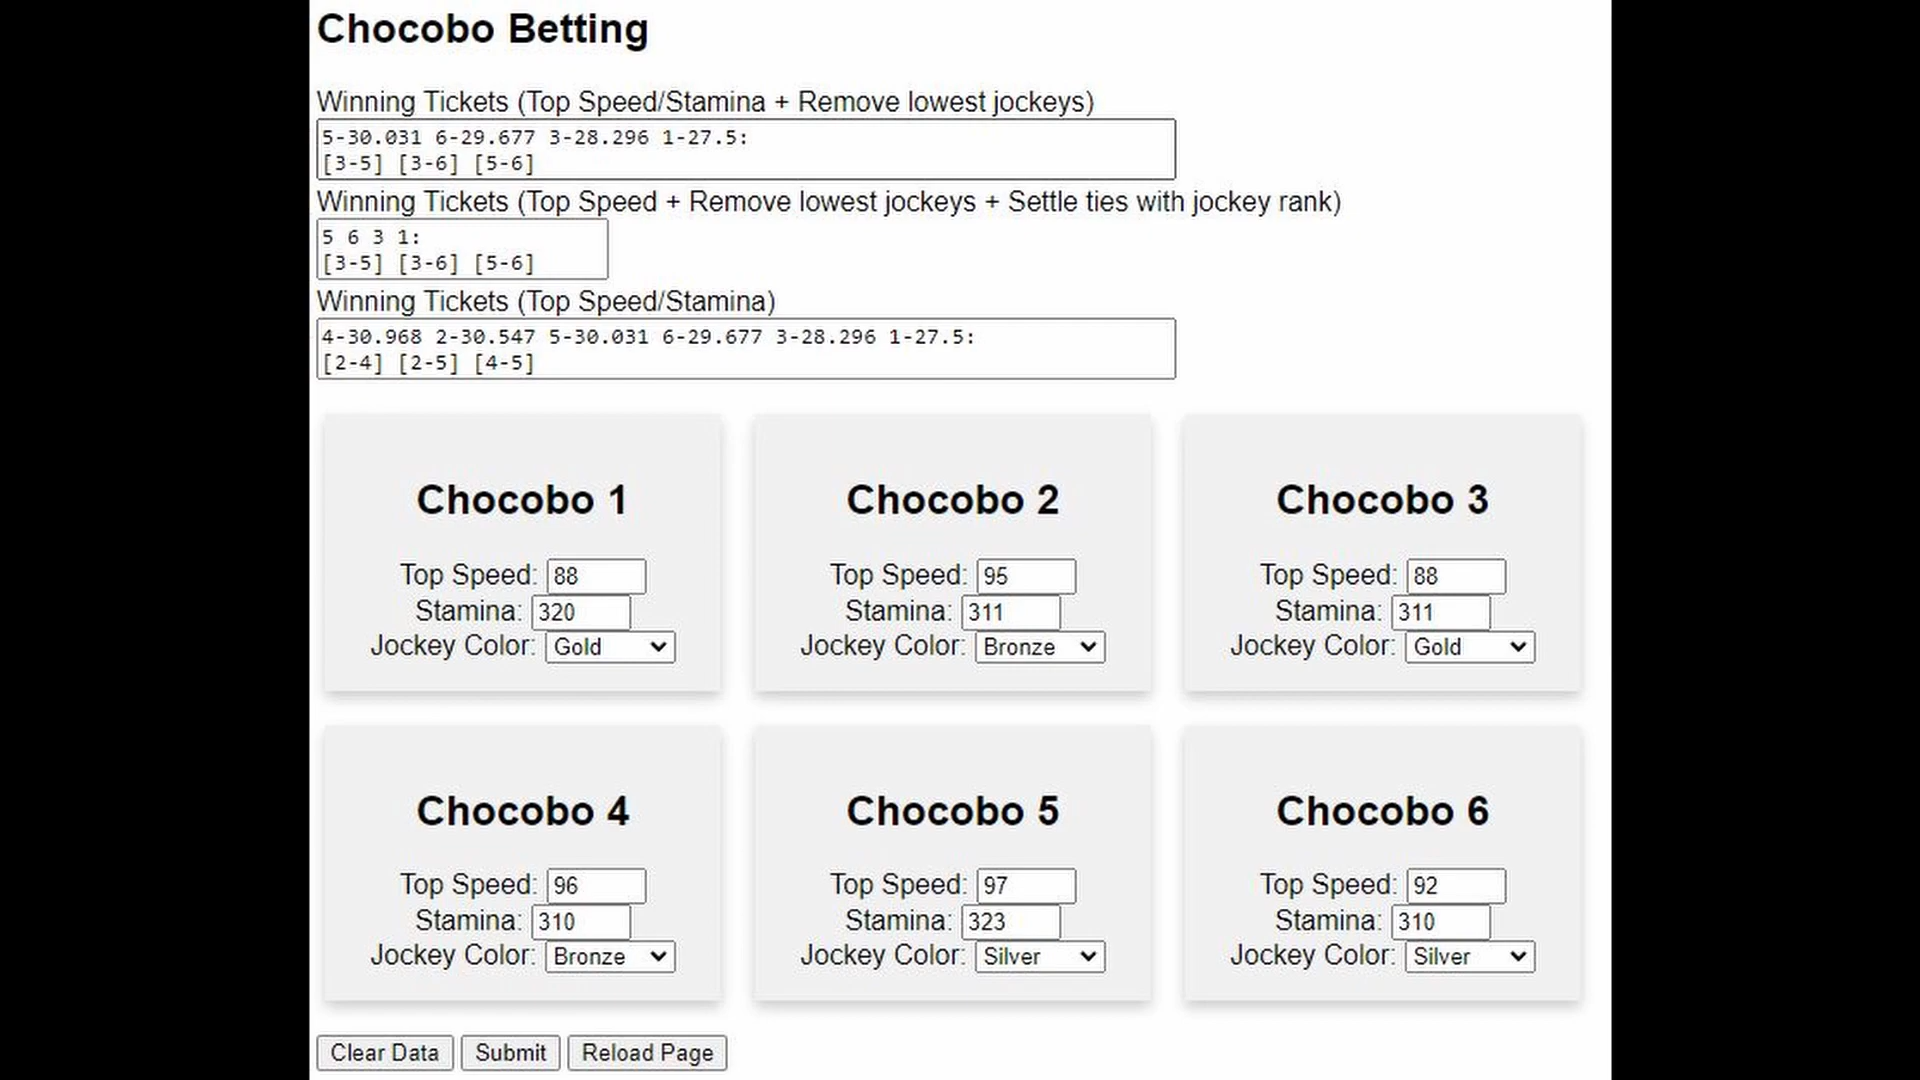 Chocobo Betting
Winning Tickets (Top Speed/Stamina + Remove lowest jockeys)
5-30.031 6-29.677 3-28.296 1-27.5:
[3-5] [3-6] [5-6]
Winning Tickets (Top Speed + Remove lowest jockeys + Settle ties with jockey rank)
5 6 3 1:
[3-5] [3-6] [5-6]
Winning Tickets (Top Speed/Stamina)
4-30.968 2-30.547 5-30.031 6-29.677 3-28.296 1-27.5:
[2-4] [2-5] [4-5]
Chocobo 1
Top Speed: 88
Stamina: 320
Jockey Color: Gold
Chocobo 2
Top Speed: 95
Stamina: 311
Jockey Color: Bronze
Chocobo 3
Top Speed: 88
Stamina: 311
Jockey Color: Gold
Chocobo 4
Top Speed: 96
Stamina: 310
Jockey Color: Bronze
Chocobo 5
Top Speed: 97
Stamina: 323
Jockey Color: Silver
Chocobo 6
Top Speed: 92
Stamina: 310
Jockey Color: Silver
Clear Data Submit Reload Page